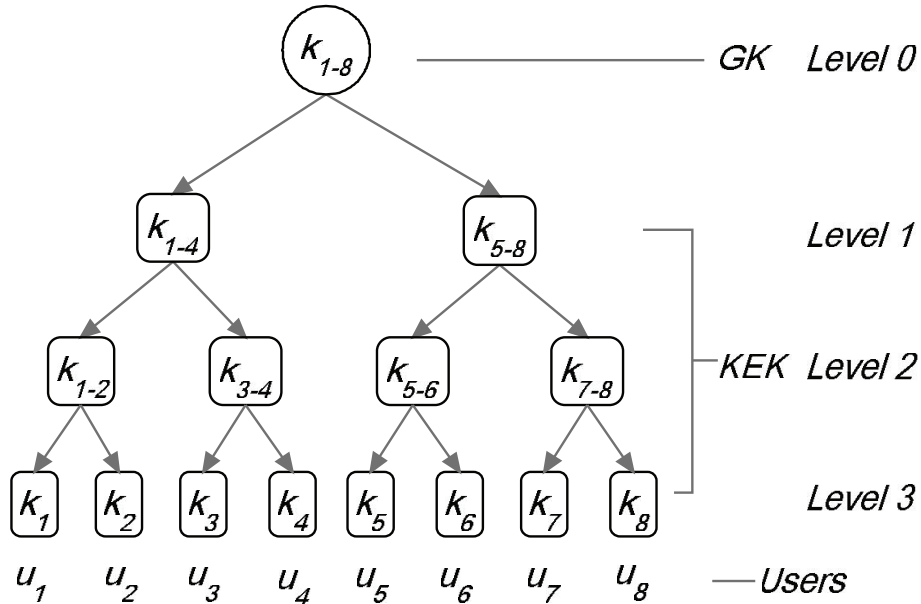 k1-8 GK Level 0
k1-4 k5-8 Level 1
k1-2 k3-4 k5-6 k7-8 KEK Level 2
k1 k2 k3 k4 k5 k6 k7 k8 Level 3
u1 u2 u3 u4 u5 u6 u7 u8 Users